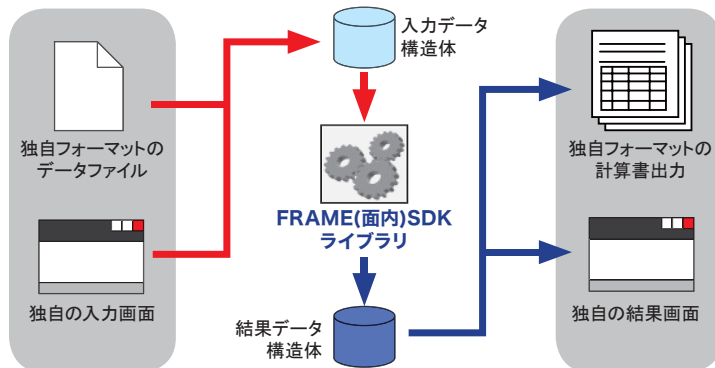 入力データ
構造体
独自フォーマットの
データファイル
独自の入力画面
FRAME(面内)SDK
ライブラリ
結果データ
構造体
独自フォーマットの
計算書出力
独自の結果画面